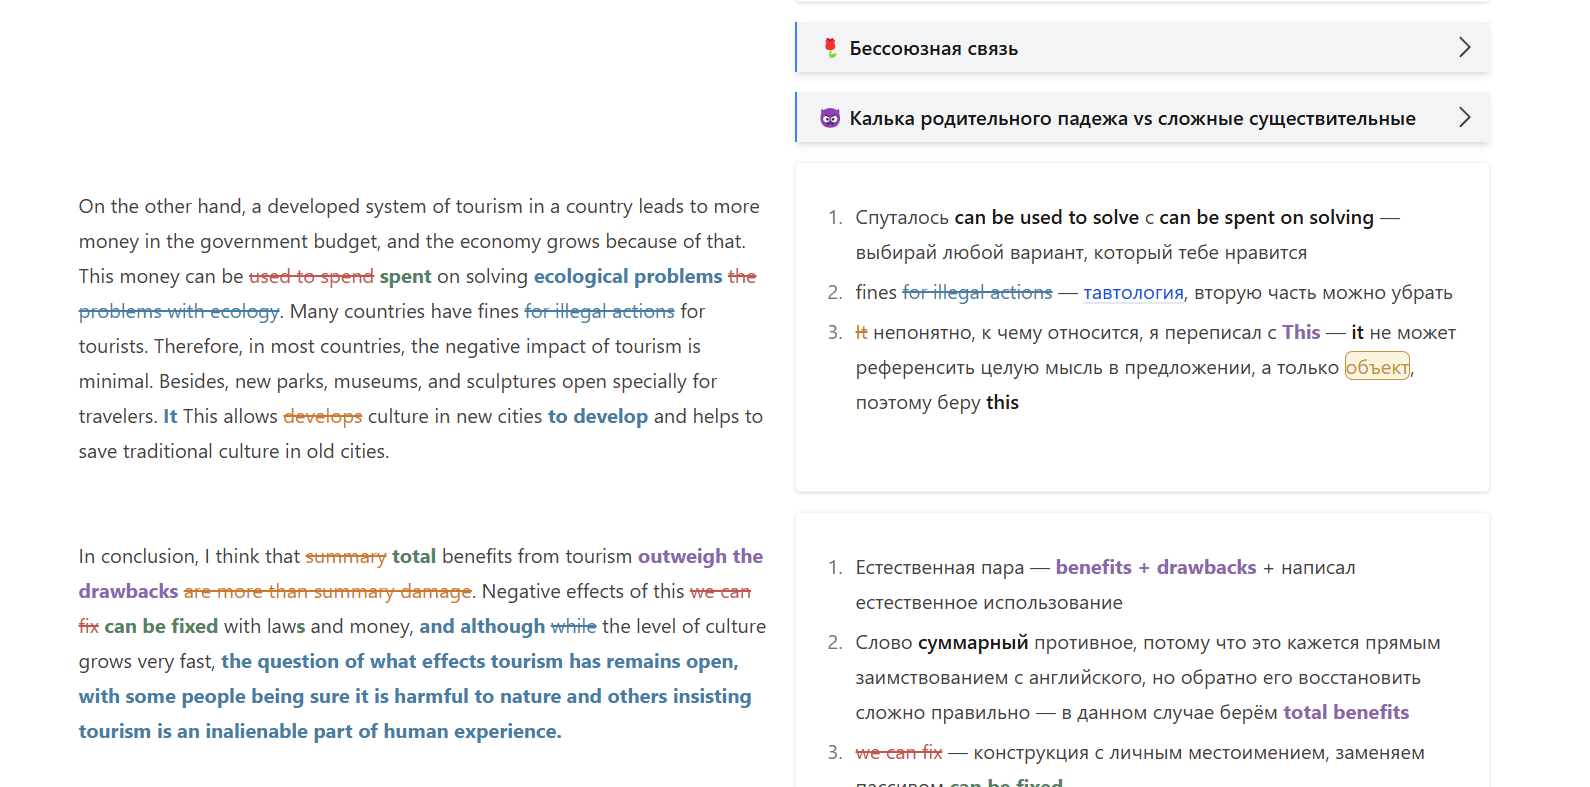 🌷 Бессоюзная связь
😈 Калька родительного падежа vs сложные существительные
On the other hand, a developed system of tourism in a country leads to more
money in the government budget, and the economy grows because of that.
This money can be used to spend spent on solving ecological problems the
problems with ecology. Many countries have fines for illegal actions for
tourists. Therefore, in most countries, the negative impact of tourism is
minimal. Besides, new parks, museums, and sculptures open specially for
travelers. It This allows develops culture in new cities to develop and helps to
save traditional culture in old cities.
1. Спуталось can be used to solve с can be spent on solving —
выбирай любой вариант, который тебе нравится
2. fines for illegal actions — тавтология, вторую часть можно убрать
3. It непонятно, к чему относится, я переписал с This — it не может
референсить целую мысль в предложении, а только объект,
поэтому беру this
In conclusion, I think that summary total benefits from tourism outweigh the
drawbacks are more than summary damage. Negative effects of this we can
fix can be fixed with laws and money, and although while the level of culture
grows very fast, the question of what effects tourism has remains open,
with some people being sure it is harmful to nature and others insisting
tourism is an inalienable part of human experience.
1. Естественная пара — benefits + drawbacks + написал
естественное использование
2. Слово суммарный противное, потому что это кажется прямым
заимствованием с английского, но обратно его восстановить
сложно правильно — в данном случае берём total benefits
3. we can fix — конструкция с личным местоимением, заменяем
пассивом can be fixed